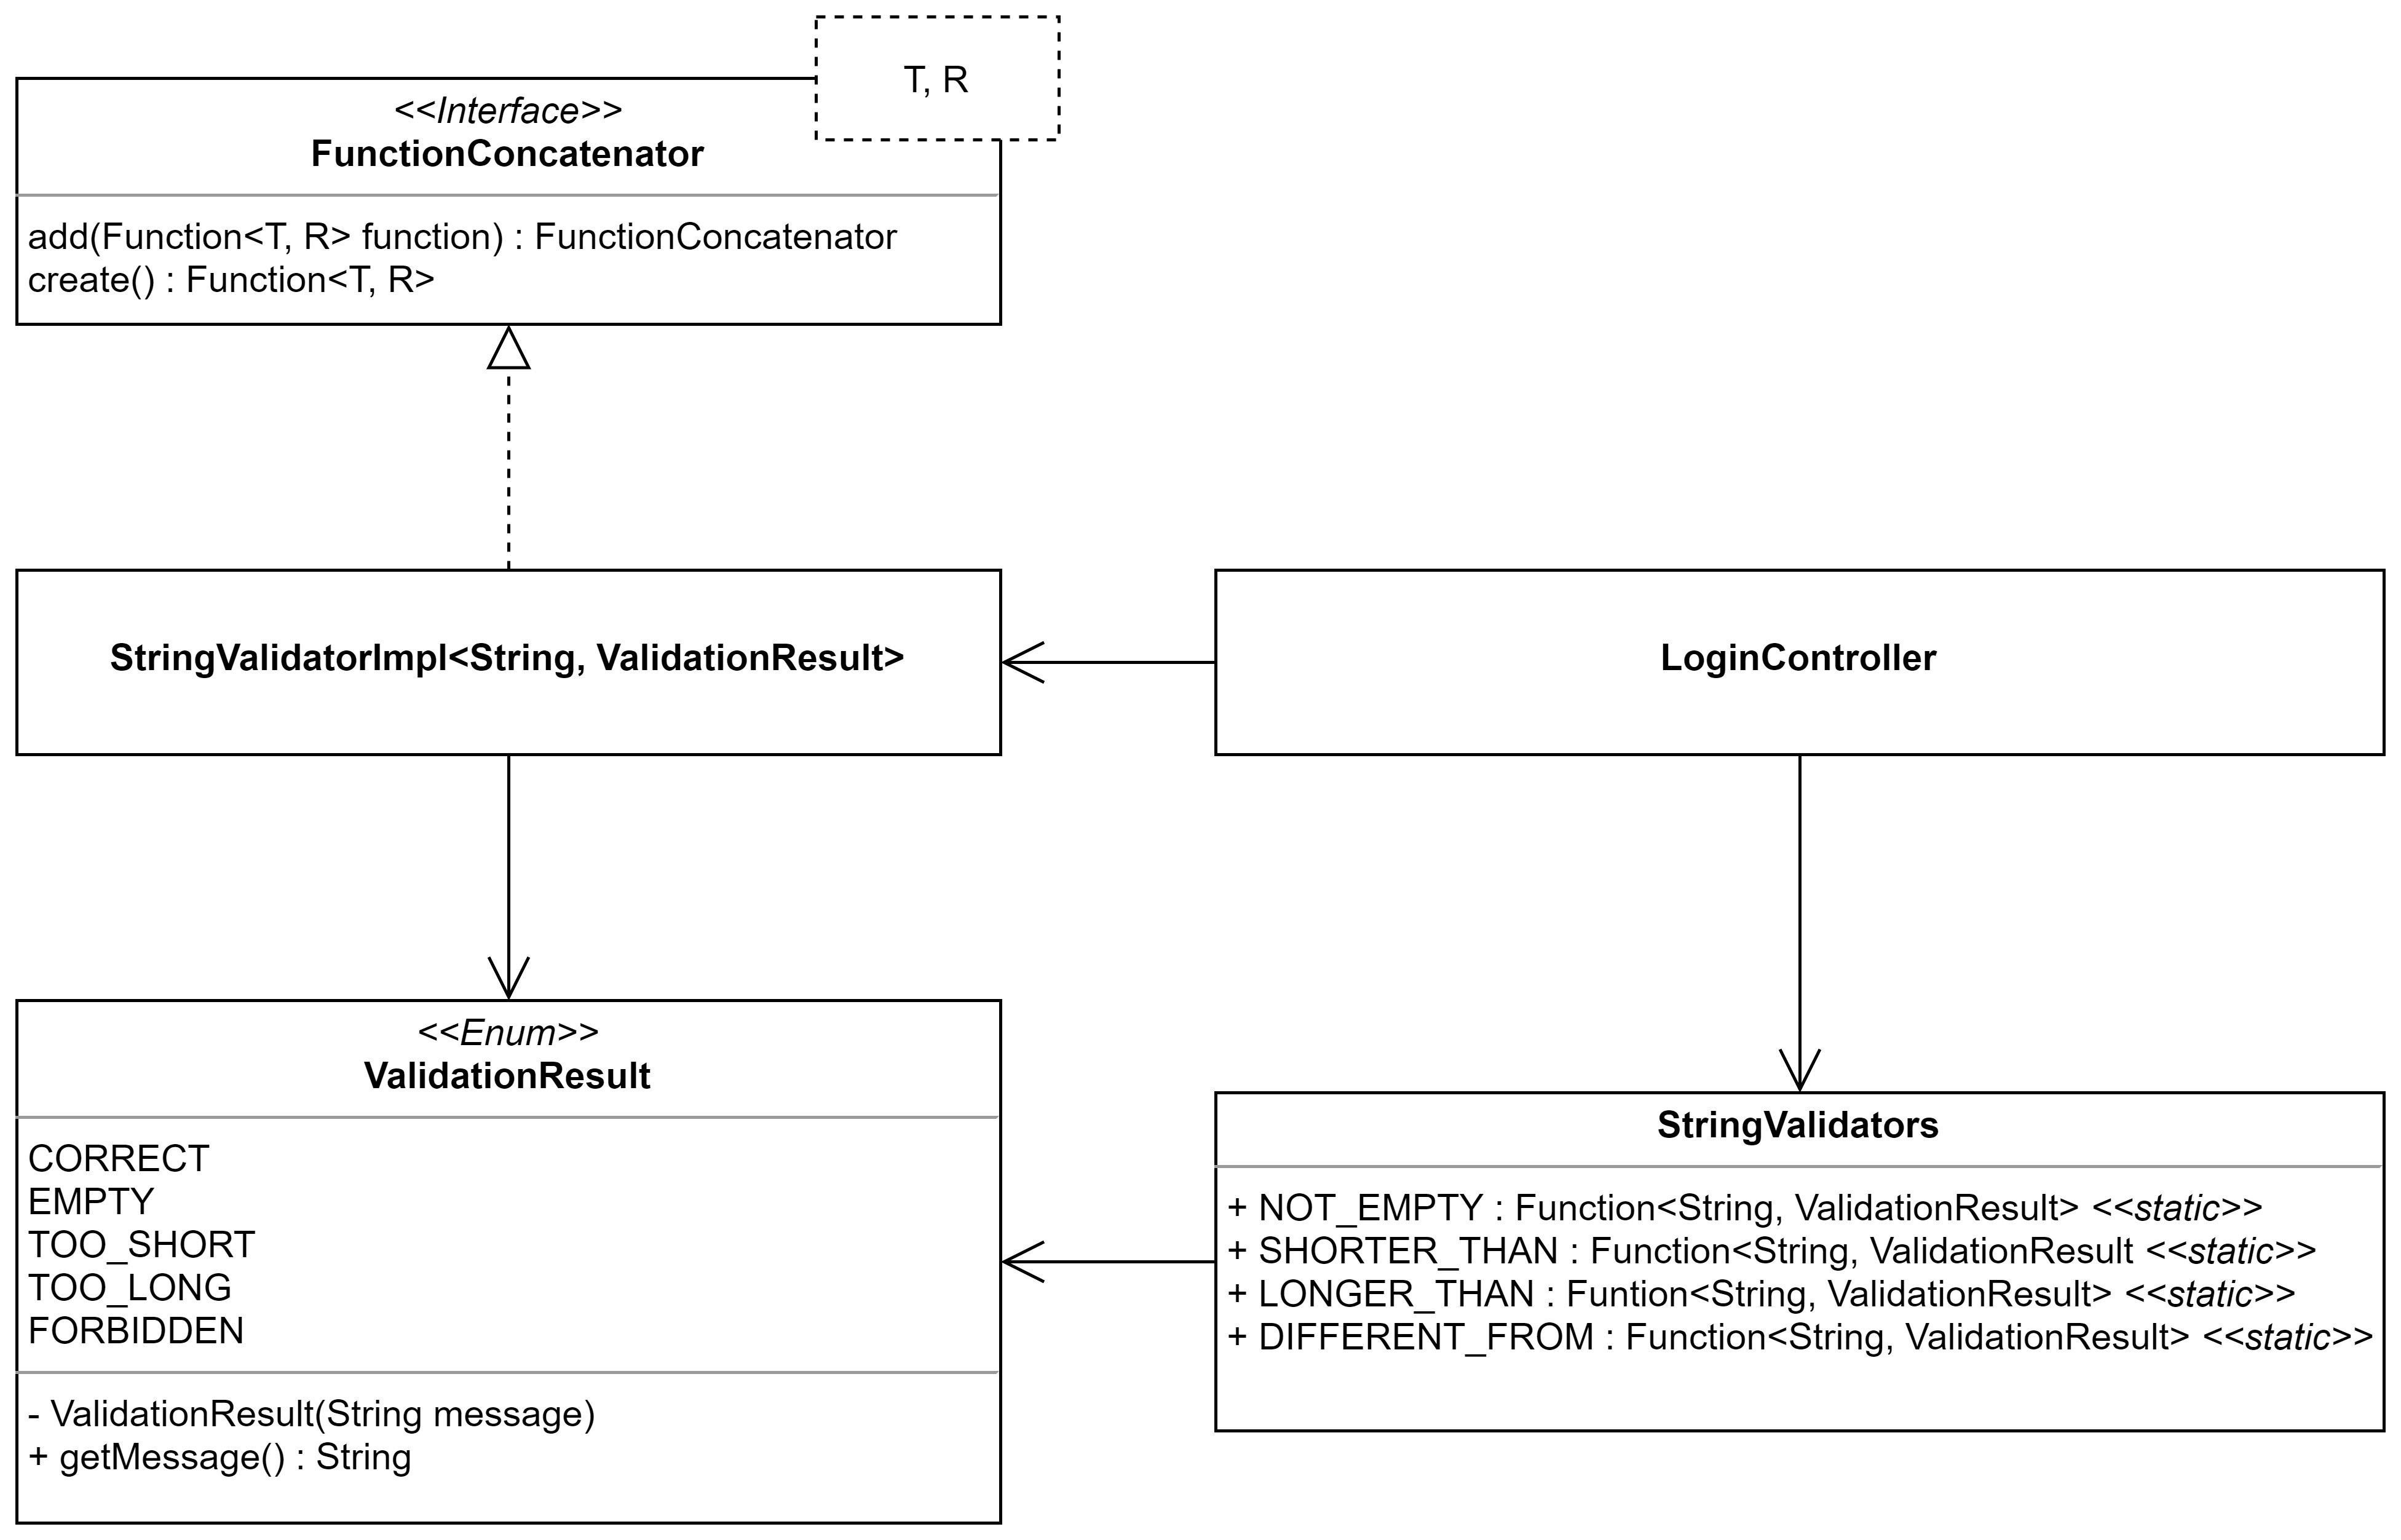 T, R
<<Interface>>
FunctionConcatenator
add(Function<T, R> function) : FunctionConcatenator
create() : Function<T, R>
StringValidatorImpl<String, ValidationResult>
LoginController
<<Enum>>
ValidationResult
CORRECT
EMPTY
TOO_SHORT
TOO_LONG
FORBIDDEN
- ValidationResult(String message)
+ getMessage() : String
StringValidators
+ NOT_EMPTY : Function<String, ValidationResult> <<static>>
+ SHORTER_THAN : Function<String, ValidationResult <<static>>
+ LONGER_THAN : Funtion<String, ValidationResult> <<static>>
+ DIFFERENT_FROM : Function<String, ValidationResult> <<static>>